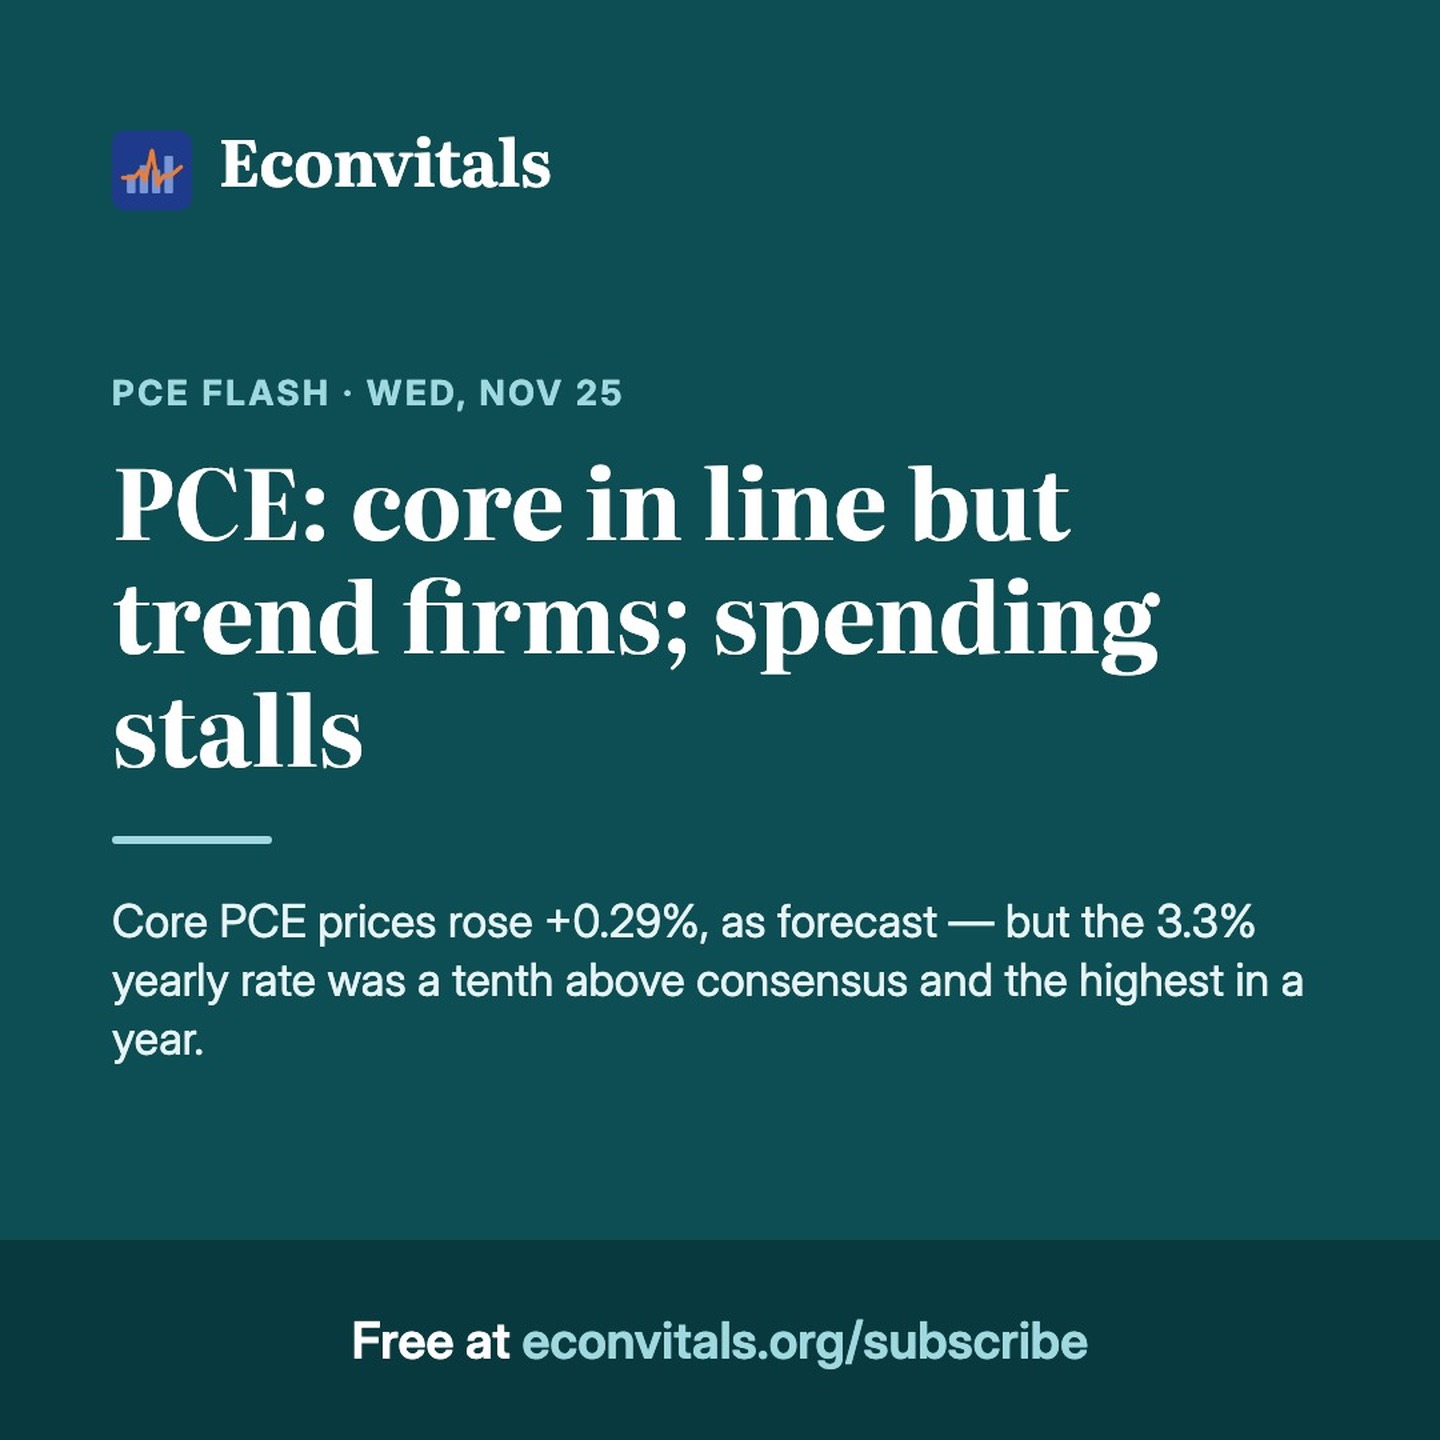 Econvitals
PCE FLASH · WED, NOV 25
PCE: core in line but
trend firms; spending
stalls
Core PCE prices rose +0.29%, as forecast — but the 3.3%
yearly rate was a tenth above consensus and the highest in a
year.
Free at econvitals.org/subscribe